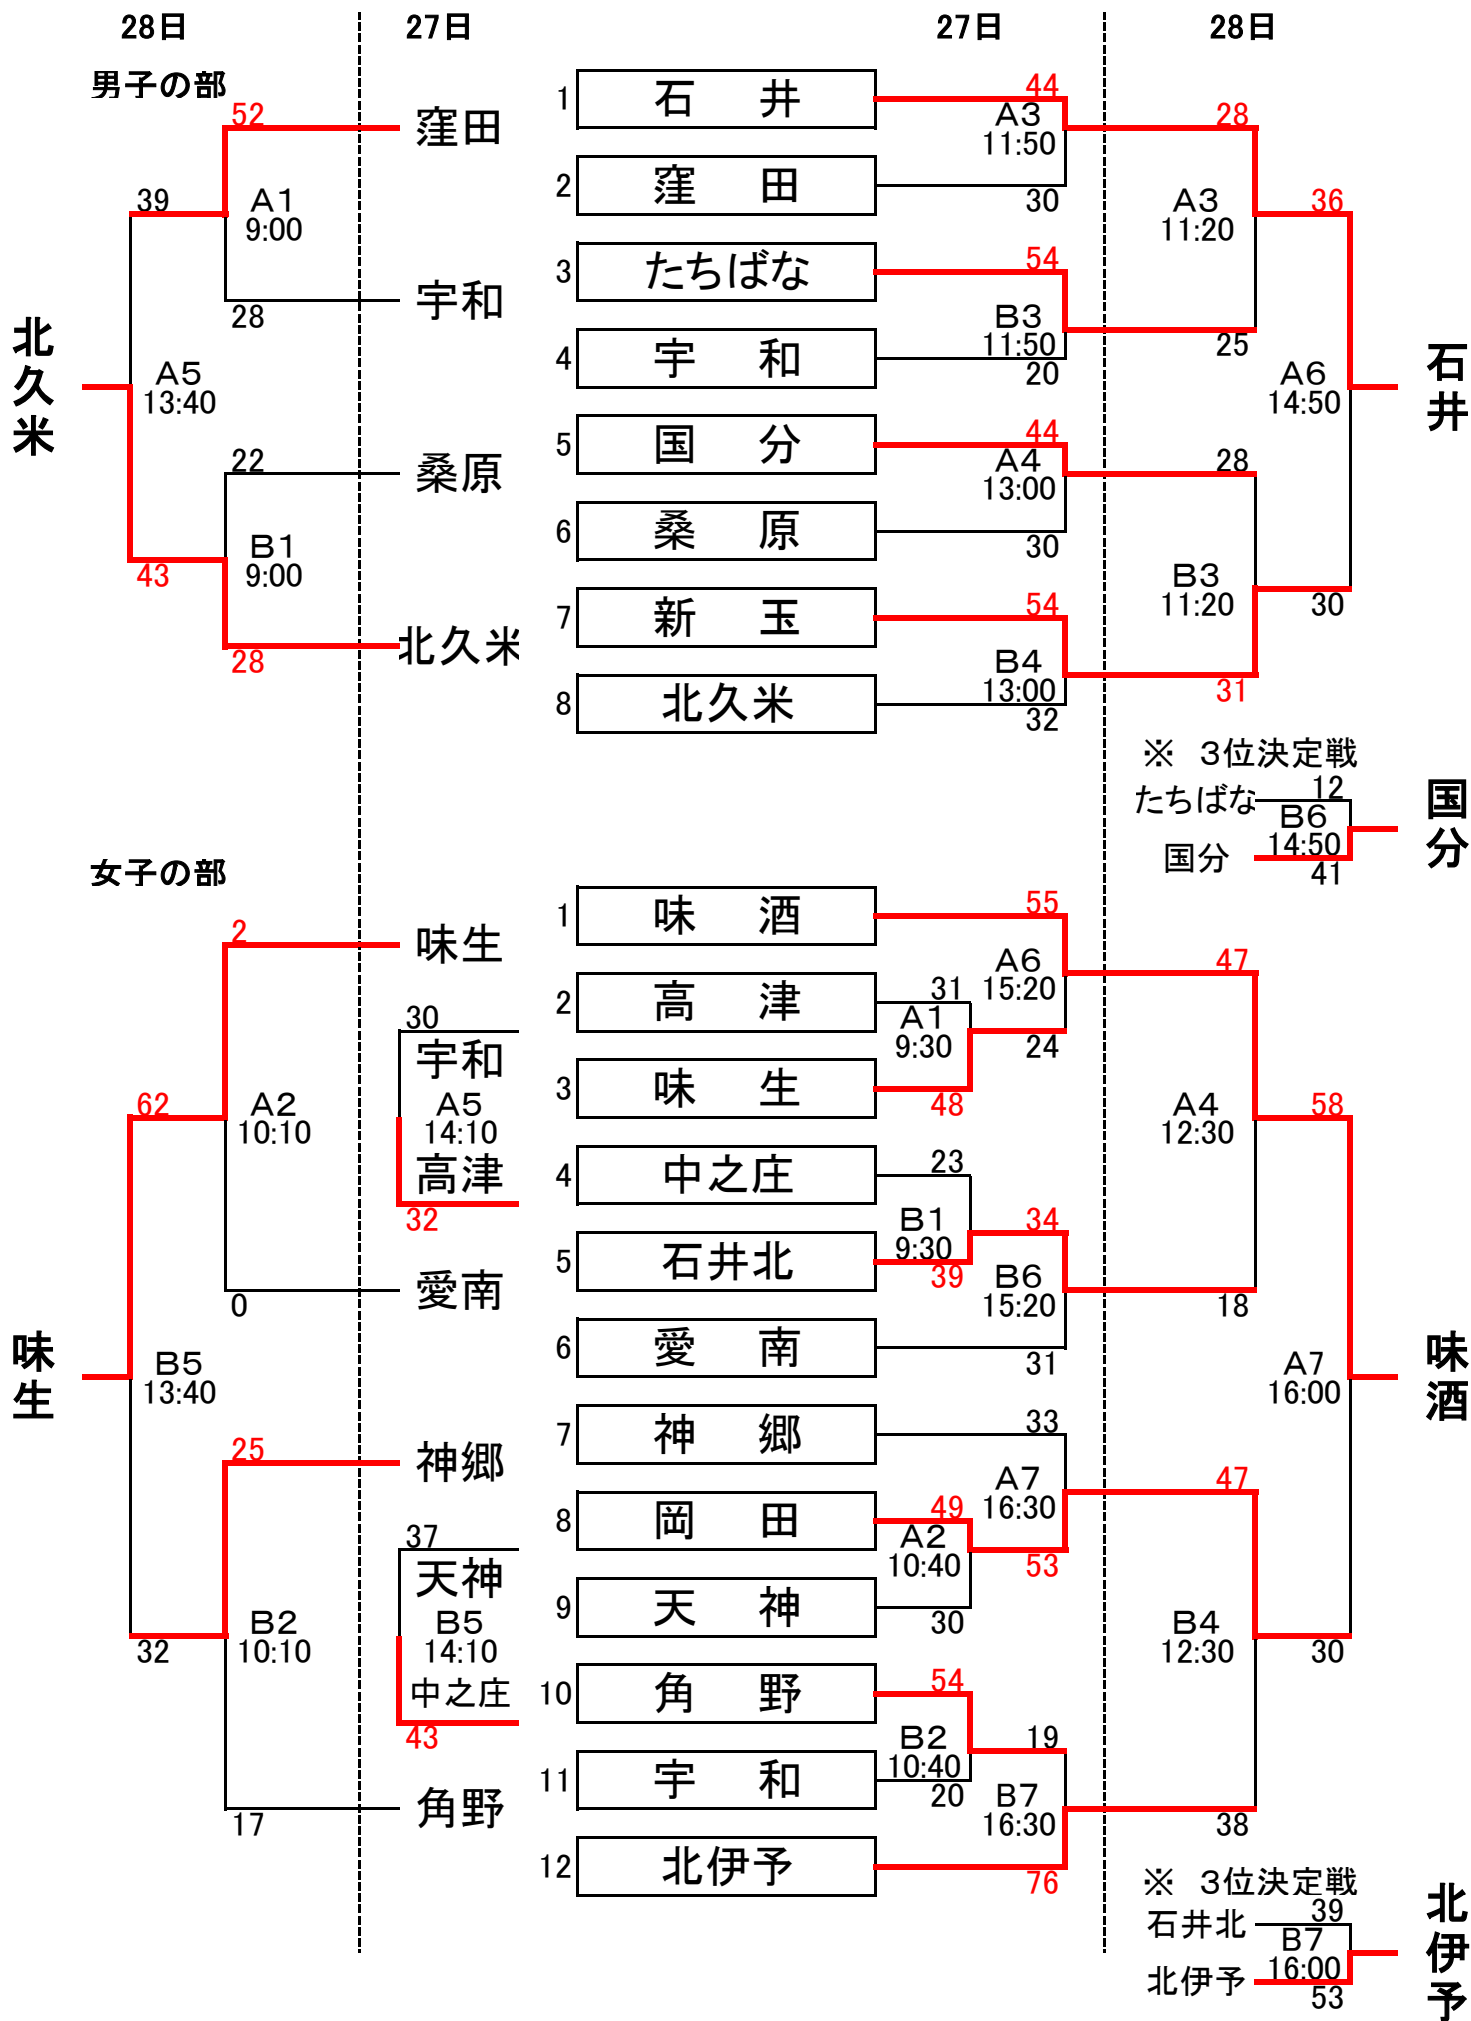 28日 27日 27日 28日
男子の部
52
窪田
39
A1
9:00
28
宇和
北久米
A5
13:40
22
桑原
B1
9:00
43
28
北久米
1 石 井
2 窪 田
3 たちばな
4 宇 和
5 国 分
6 桑 原
7 新 玉
8 北久米
44
A3
11:50
30
54
B3
11:50
20
44
A4
13:00
30
54
B4
13:00
32
28
A3
11:20
25
28
B3
11:20
31
36
A6
14:50
30
石井
※ 3位決定戦
たちばな
12
B6
14:50
国分
41
国分
女子の部
2
味生
30
宇和
A5
14:10
高津
32
62
A2
10:10
0
愛南
味生
B5
13:40
25
神郷
37
天神
B5
14:10
中之庄
43
32
B2
10:10
17
角野
1 味 酒
2 高 津
3 味 生
4 中之庄
5 石井北
6 愛 南
7 神 郷
8 岡 田
9 天 神
10 角 野
11 宇 和
12 北伊予
55
31
A1
9:30
48
A6
15:20
24
23
B1
9:30
39
34
B6
15:20
31
33
49
A2
10:40
30
A7
16:30
53
54
B2
10:40
20
19
B7
16:30
76
47
A4
12:30
18
47
B4
12:30
38
58
A7
16:00
30
味酒
※ 3位決定戦
石井北
39
B7
16:00
北伊予
53
北伊予